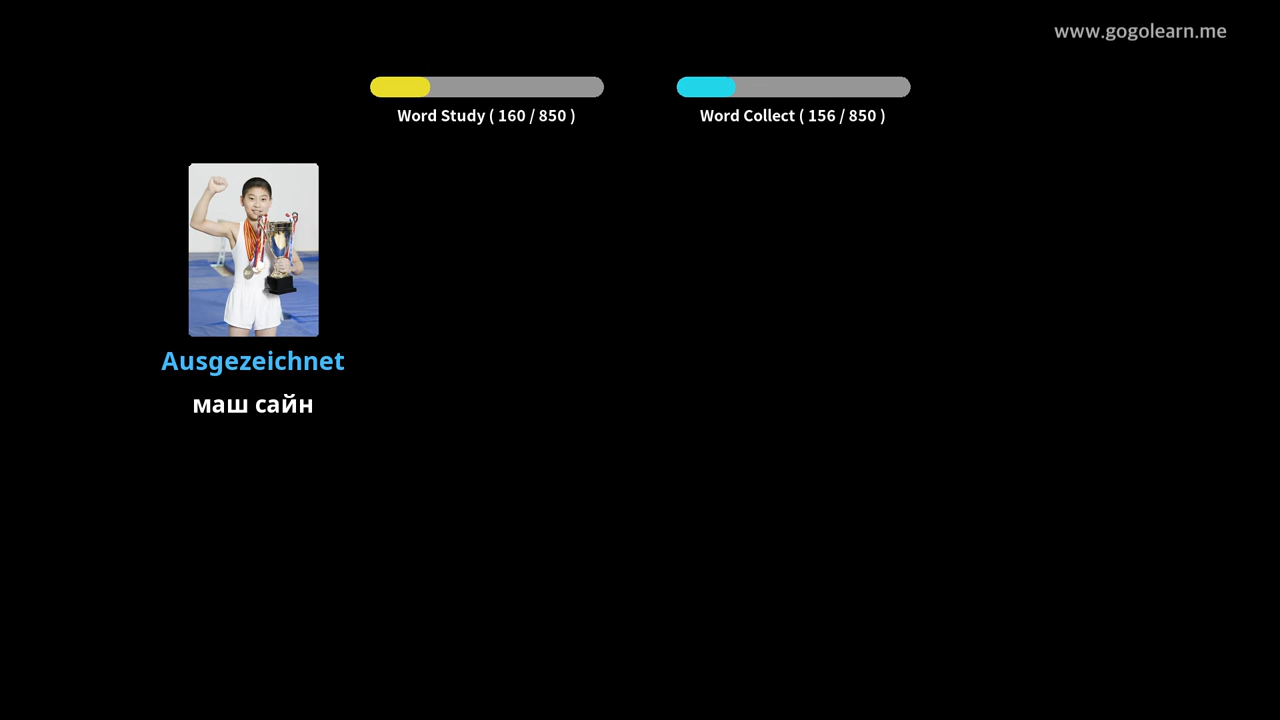 www.gogolearn.me
Word Study ( 160 / 850 )
Word Collect ( 156 / 850 )
Ausgezeichnet
маш сайн